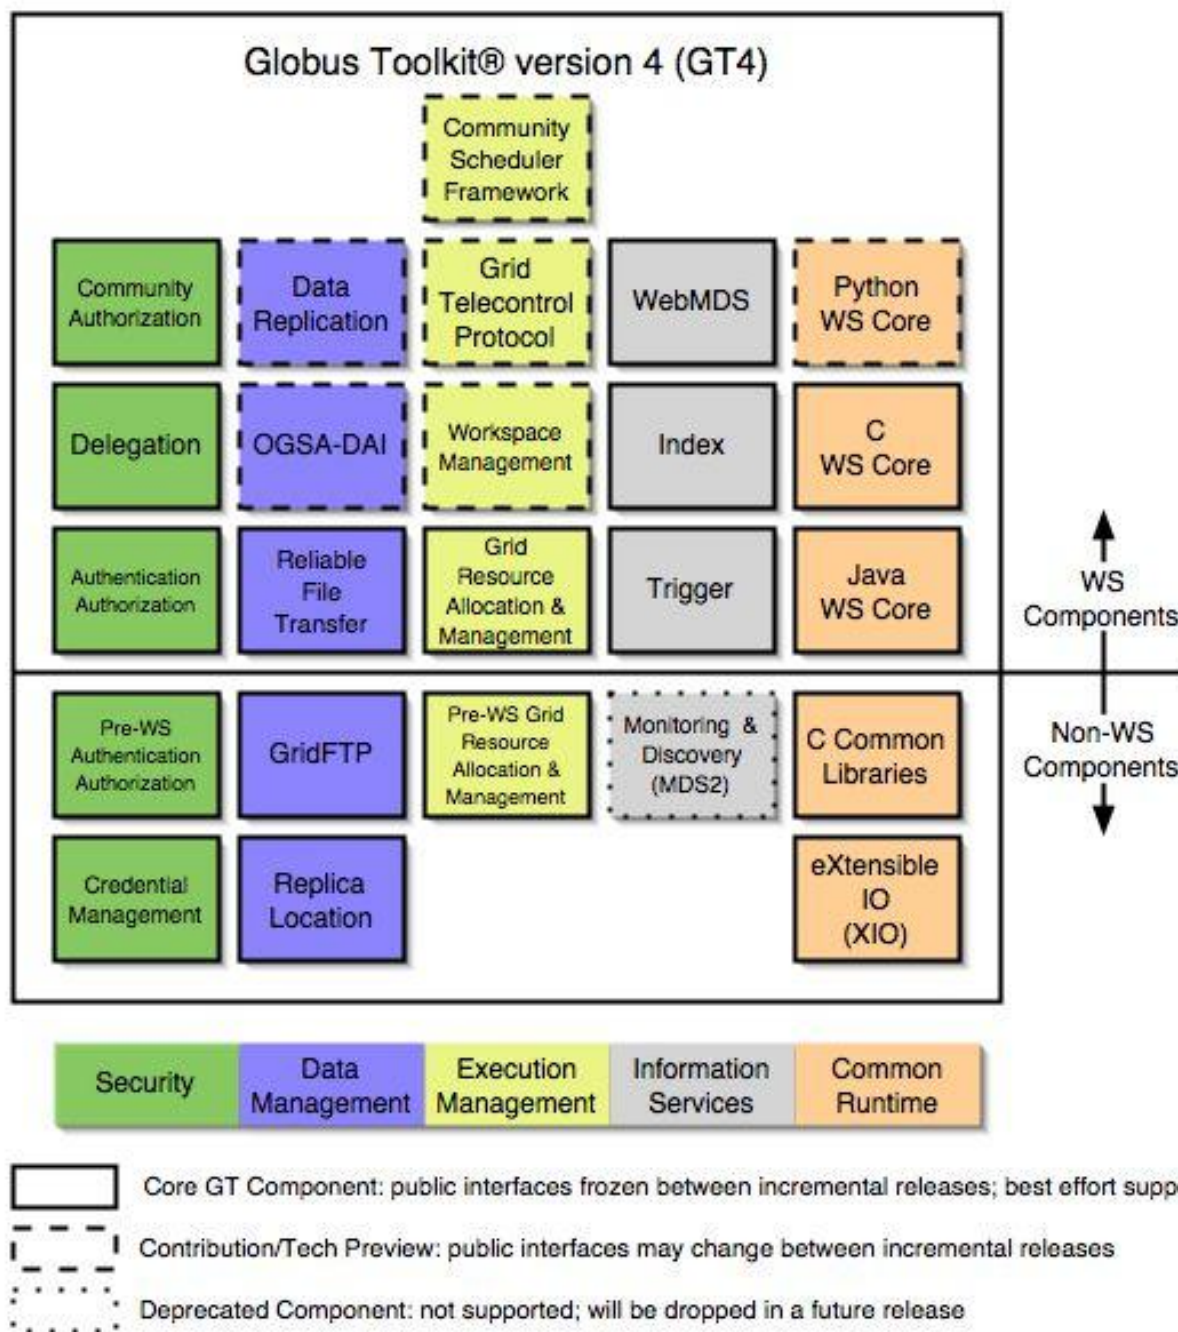 Globus Toolkit® version 4 (GT4)
Community
Scheduler
Framework
Community
Authorization
Data
Replication
Grid
Telecontrol
Protocol
WebMDS
Python
WS Core
Delegation
OGSA-DAI
Workspace
Management
Index
C
WS Core
Authentication
Authorization
Reliable
File
Transfer
Grid
Resource
Allocation &
Management
Trigger
Java
WS Core
WS
Components
Pre-WS
Authentication
Authorization
GridFTP
Pre-WS Grid
Resource
Allocation &
Management
Monitoring &
Discovery
(MDS2)
C Common
Libraries
Non-WS
Components
Credential
Management
Replica
Location
eXtensible
IO
(XIO)
Security
Data
Management
Execution
Management
Information
Services
Common
Runtime
Core GT Component: public interfaces frozen between incremental releases; best effort
Contribution/Tech Preview: public interfaces may change between incremental releases
Deprecated Component: not supported; will be dropped in a future release